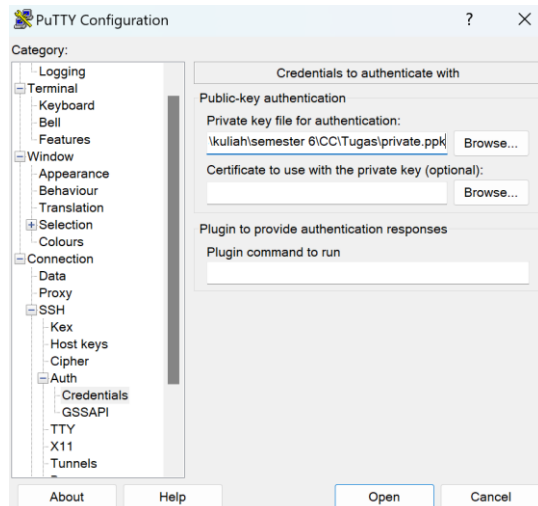 PuTTY Configuration ? ×
Category:
Logging
Terminal
Keyboard
Bell
Features
Window
Appearance
Behaviour
Translation
Selection
Colours
Connection
Data
Proxy
SSH
Kex
Host keys
Cipher
Auth
Credentials
GSSAPI
TTY
X11
Tunnels
Credentials to authenticate with
Public-key authentication
Private key file for authentication:
\kuliah\semester 6\CC\Tugas\private.ppk Browse...
Certificate to use with the private key (optional):
Browse...
Plugin to provide authentication responses
Plugin command to run
About Help Open Cancel